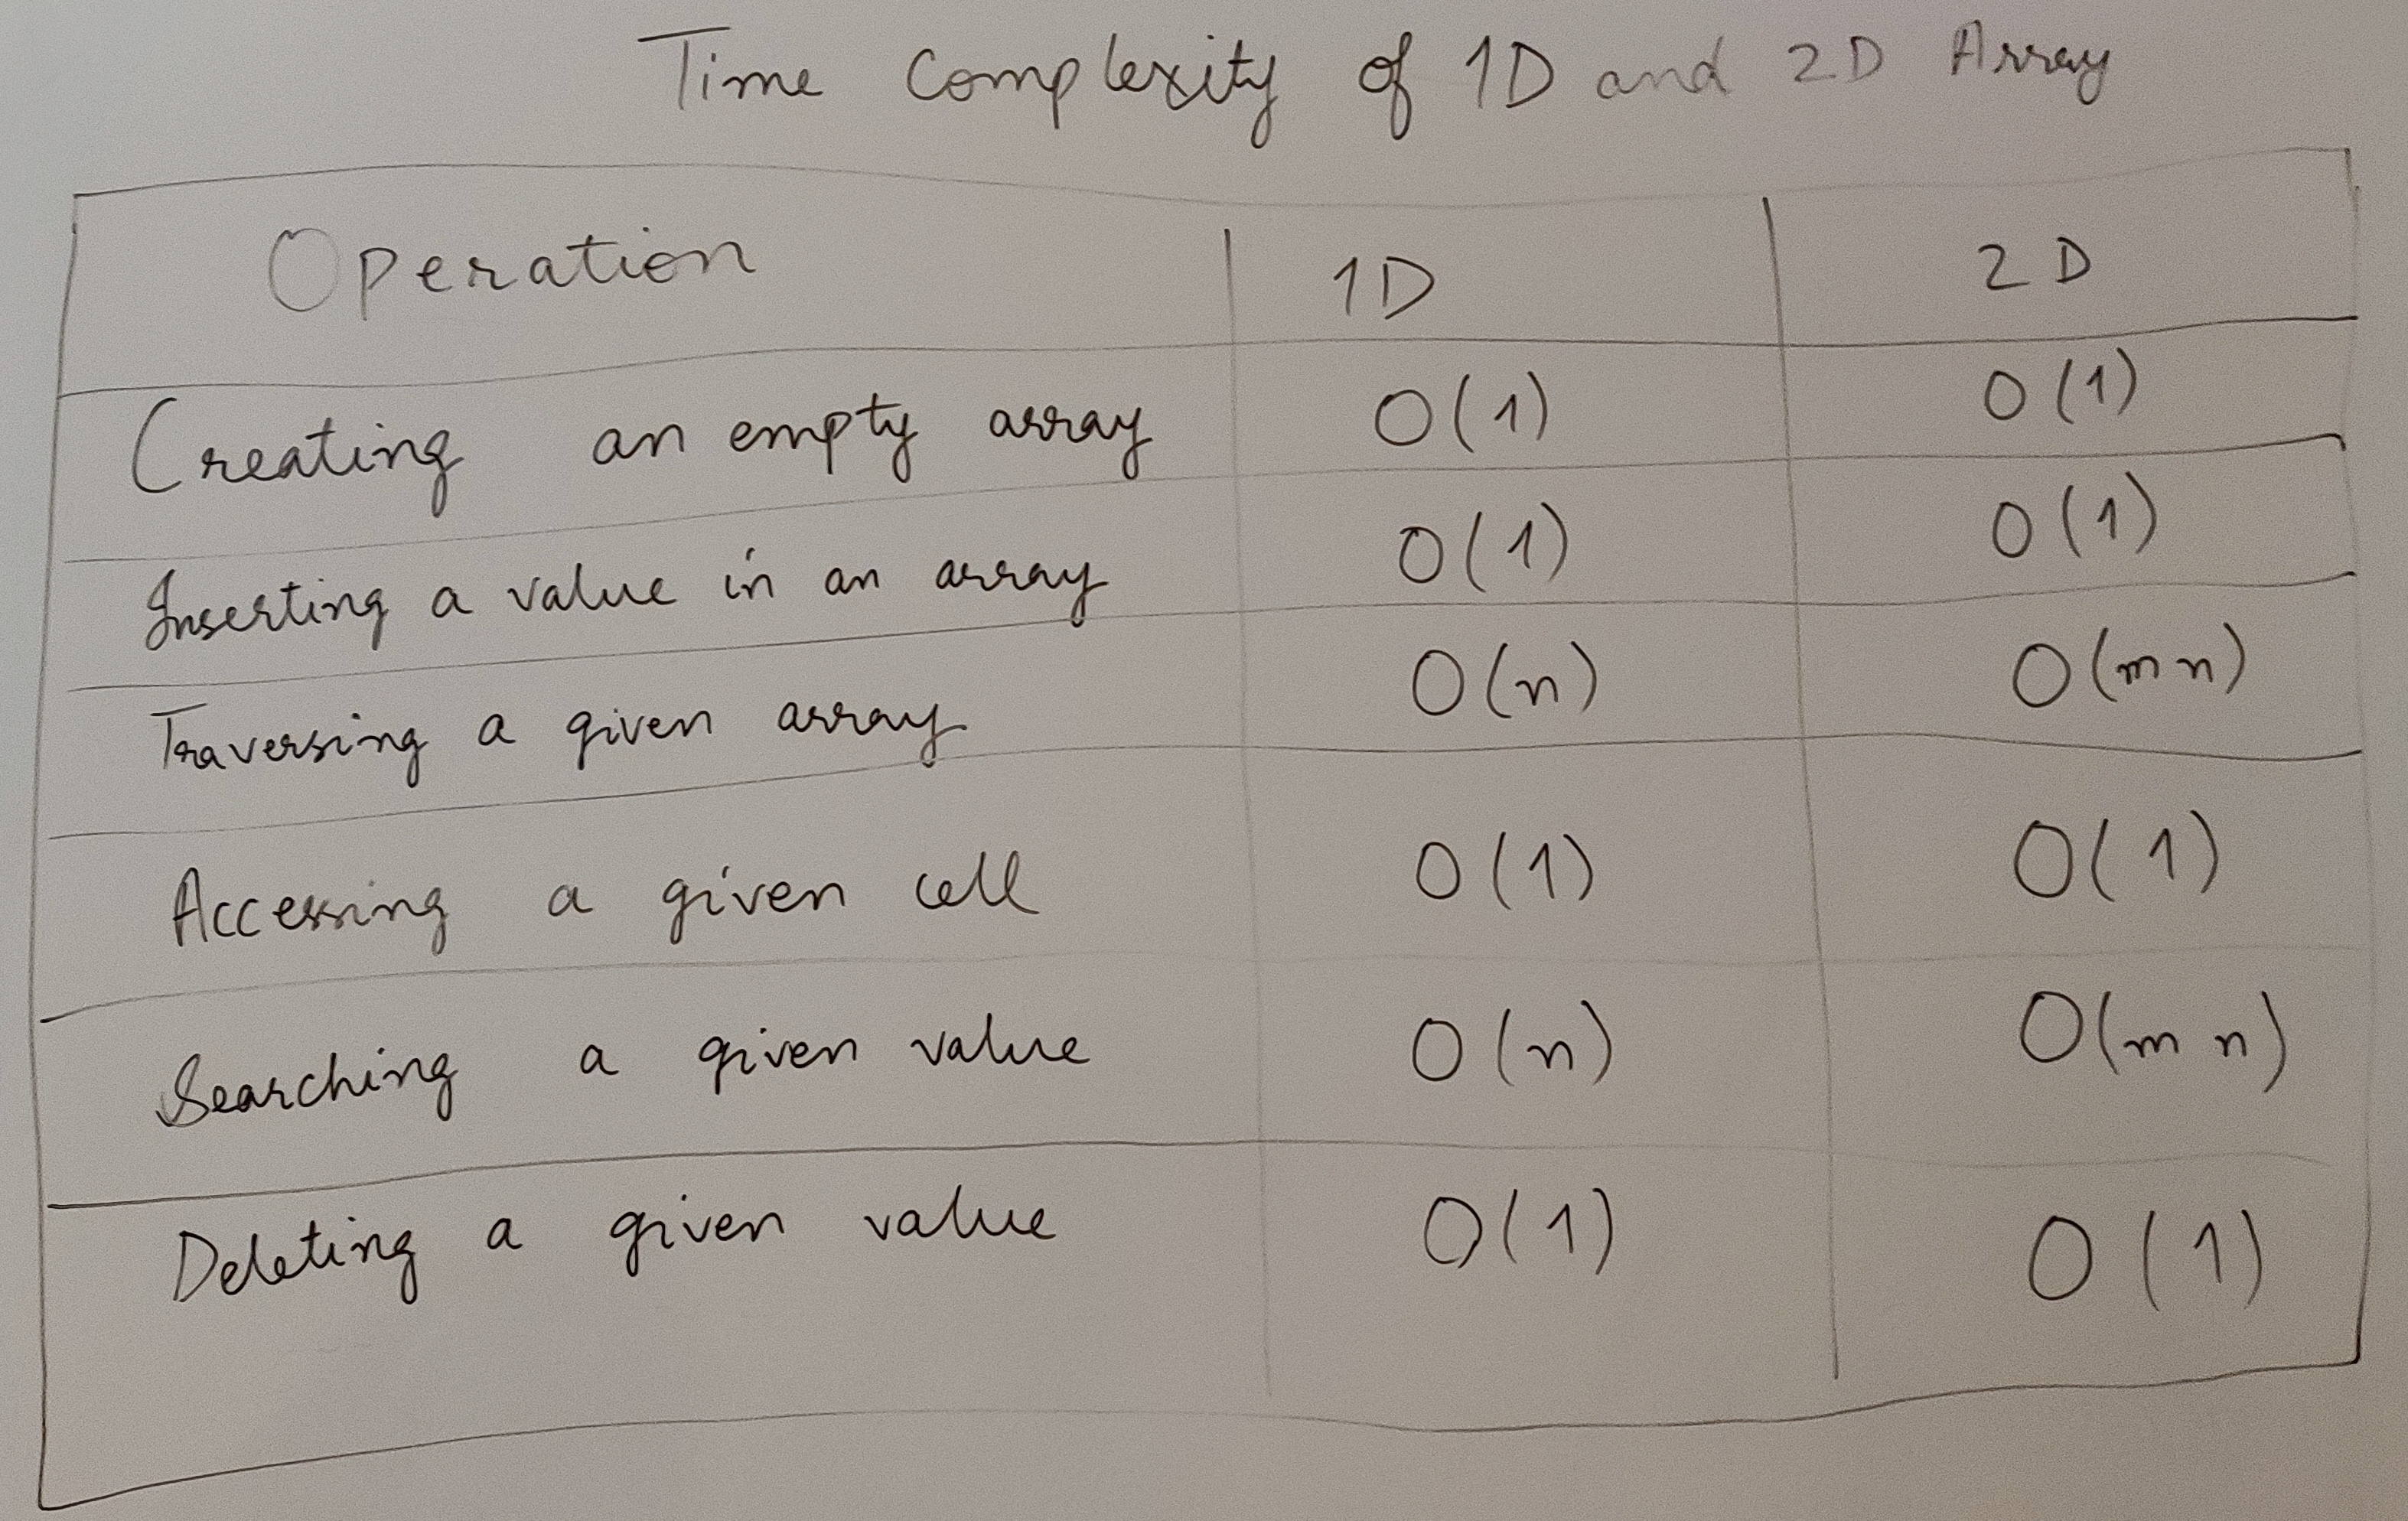 Time Complexity of 1D and 2D Array
Operation 1D 2D
Creating an empty array O(1) O(1)
Inserting a value in an array O(1) O(1)
Traversing a given array O(n) O(mn)
Accessing a given cell O(1) O(1)
Searching a given value O(n) O(mn)
Deleting a given value O(1) O(1)